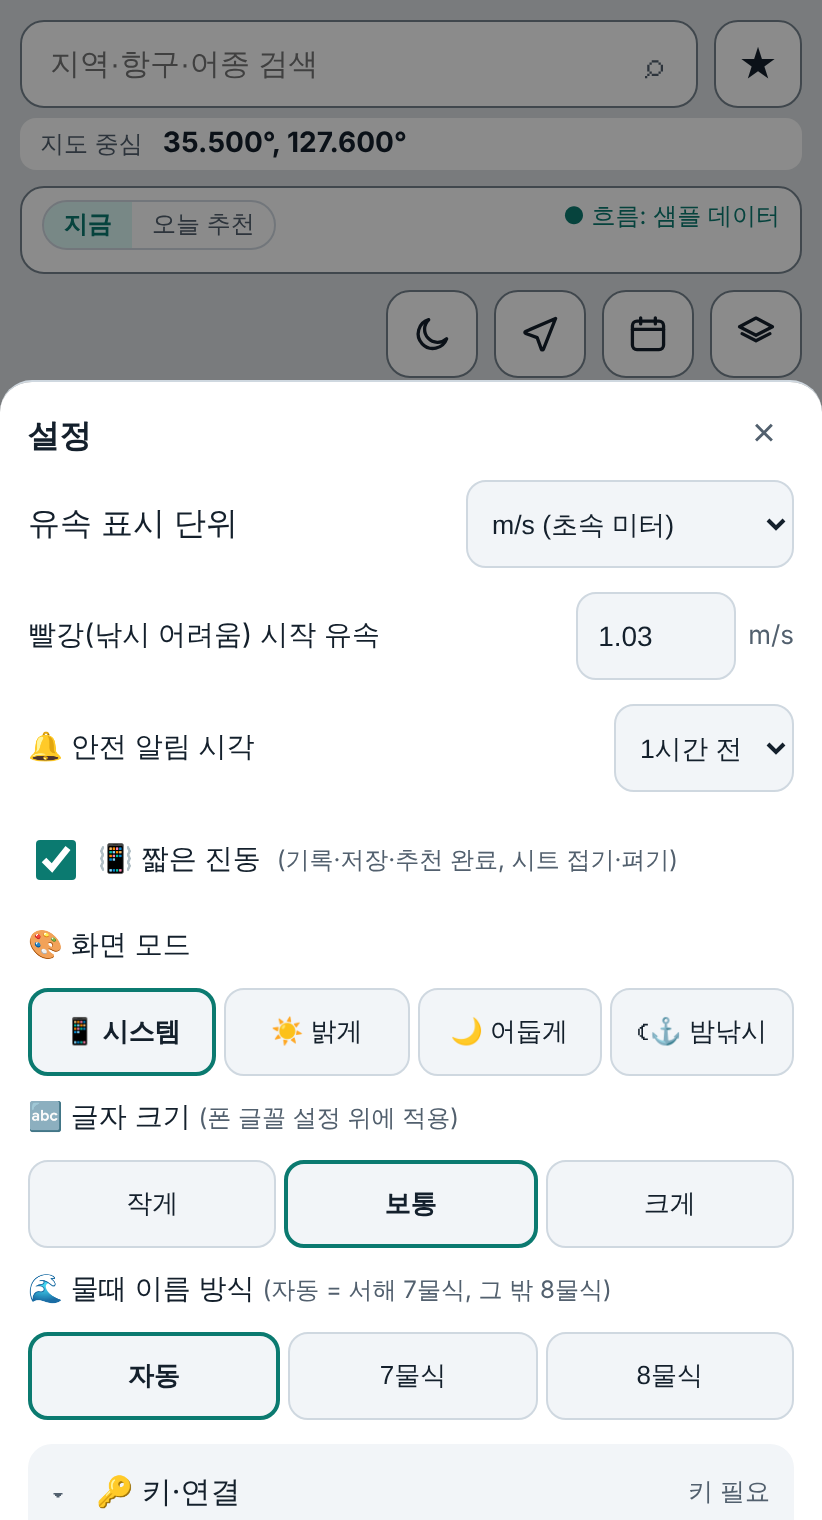 지역·항구·어종 검색
지도 중심 35.500°, 127.600°
지금 오늘 추천 흐름: 샘플 데이터
설정
유속 표시 단위 m/s (초속 미터)
빨강(낚시 어려움) 시작 유속 1.03 m/s
🔔 안전 알림 시각 1시간 전
📳 짧은 진동 (기록·저장·추천 완료, 시트 접기·펴기)
🎨 화면 모드
📱 시스템 ☀️ 밝게 🌙 어둡게 ☾⚓ 밤낚시
🔤 글자 크기 (폰 글꼴 설정 위에 적용)
작게 보통 크게
🌊 물때 이름 방식 (자동 = 서해 7물식, 그 밖 8물식)
자동 7물식 8물식
🔑 키·연결 키 필요